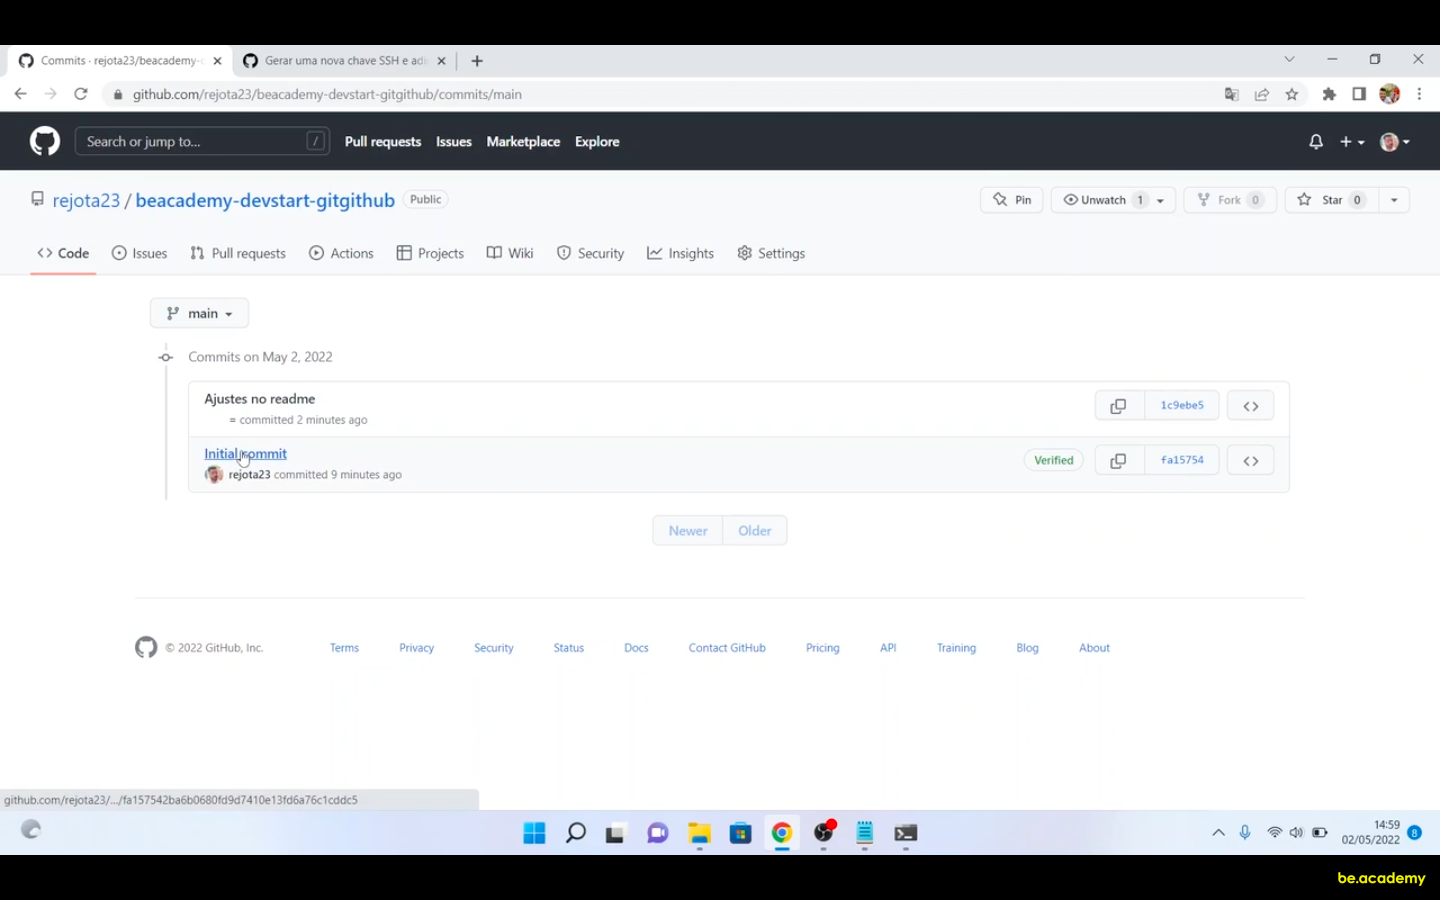 Commits · rejota23/beacademy-
Gerar uma nova chave SSH e adi
github.com/rejota23/beacademy-devstart-gitgithub/commits/main
Search or jump to...
/
Pull requests
Issues
Marketplace
Explore
rejota23 / beacademy-devstart-gitgithub
Public
Pin
Unwatch 1
Fork 0
Star 0
Code
Issues
Pull requests
Actions
Projects
Wiki
Security
Insights
Settings
main
Commits on May 2, 2022
Ajustes no readme
= committed 2 minutes ago
1c9ebe5
Initial commit
rejota23 committed 9 minutes ago
Verified
fa15754
Newer
Older
© 2022 GitHub, Inc.
Terms
Privacy
Security
Status
Docs
Contact GitHub
Pricing
API
Training
Blog
About
github.com/rejota23/.../fa157542ba6b0680fd9d7410e13fd6a76c1cddc5
14:59
02/05/2022
8
be.academy